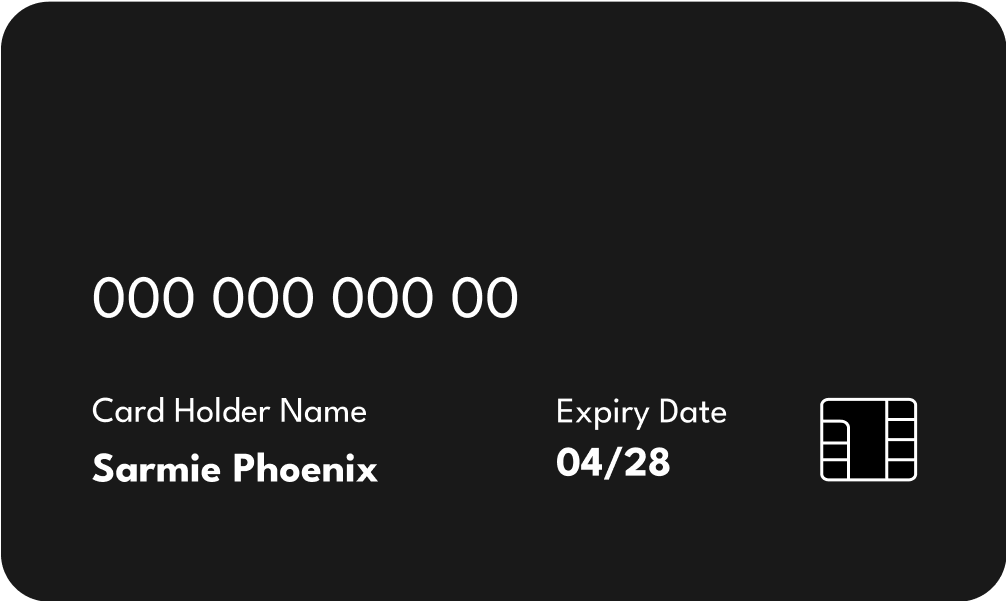 000 000 000 00
Card Holder Name
Sarmie Phoenix
Expiry Date
04/28